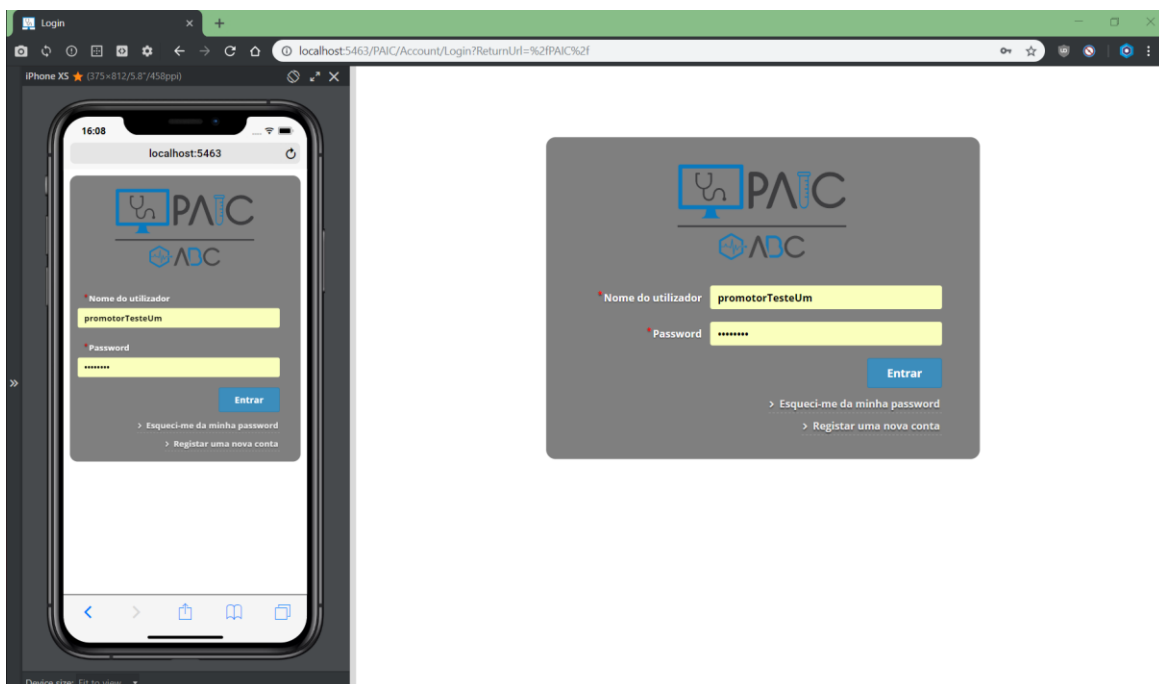 Login
localhost:5463/PAIC/Account/Login?ReturnUrl=%2fPAIC%2f
iPhone XS ★ (375×812/5.8"/458ppi)
16:08
localhost:5463
PAIC
ABC
*Nome do utilizador
promotorTesteUm
*Password
••••••••
Entrar
> Esqueci-me da minha password
> Registar uma nova conta
Device size: Fit to view
PAIC
ABC
*Nome do utilizador promotorTesteUm
*Password ••••••••
Entrar
> Esqueci-me da minha password
> Registar uma nova conta